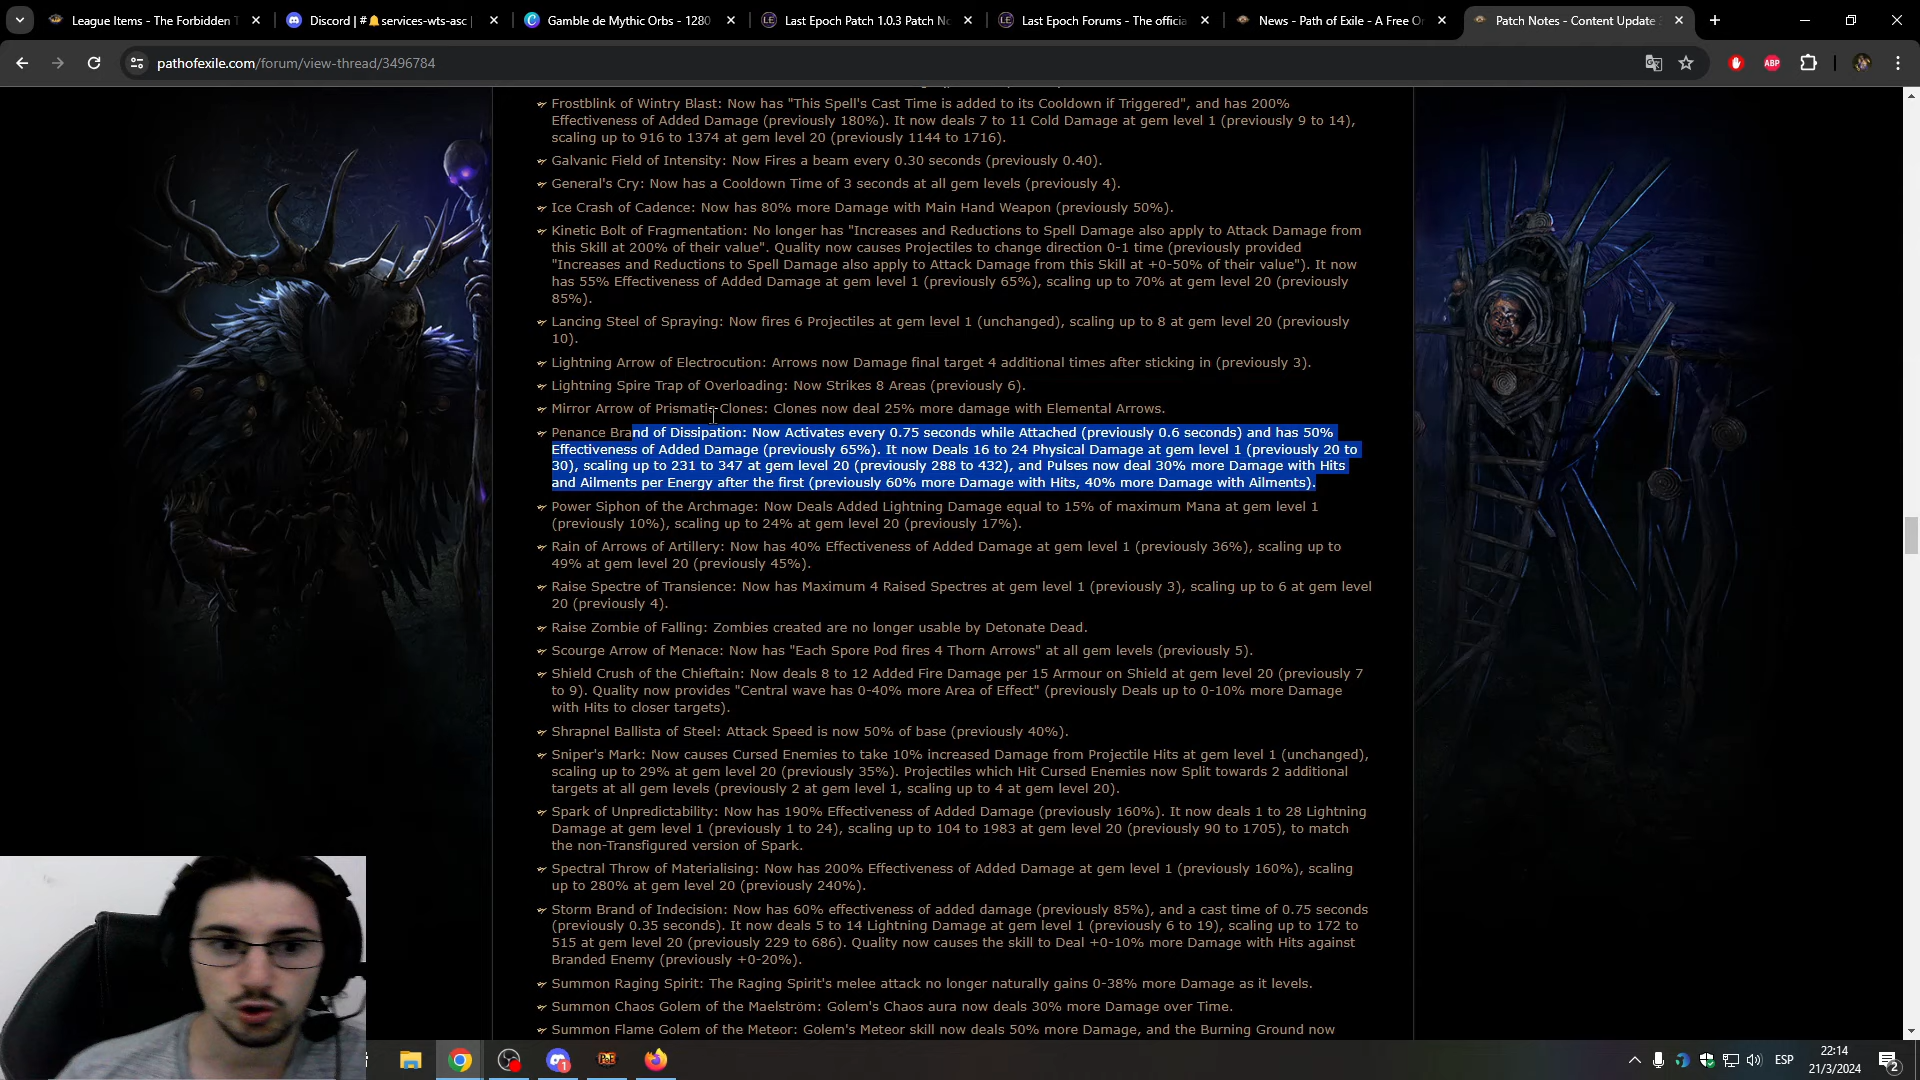 League Items - The Forbidden T
Discord | #🔔services-wts-asc |
Gamble de Mythic Orbs - 1280
Last Epoch Patch 1.0.3 Patch No
Last Epoch Forums - The officia
News - Path of Exile - A Free On
Patch Notes - Content Update 3
pathofexile.com/forum/view-thread/3496784
ABP
Frostblink of Wintry Blast: Now has "This Spell's Cast Time is added to its Cooldown if Triggered", and has 200%
Effectiveness of Added Damage (previously 180%). It now deals 7 to 11 Cold Damage at gem level 1 (previously 9 to 14),
scaling up to 916 to 1374 at gem level 20 (previously 1144 to 1716).
Galvanic Field of Intensity: Now Fires a beam every 0.30 seconds (previously 0.40).
General's Cry: Now has a Cooldown Time of 3 seconds at all gem levels (previously 4).
Ice Crash of Cadence: Now has 80% more Damage with Main Hand Weapon (previously 50%).
Kinetic Bolt of Fragmentation: No longer has "Increases and Reductions to Spell Damage also apply to Attack Damage from
this Skill at 200% of their value". Quality now causes Projectiles to change direction 0-1 time (previously provided
"Increases and Reductions to Spell Damage also apply to Attack Damage from this Skill at +0-50% of their value"). It now
has 55% Effectiveness of Added Damage at gem level 1 (previously 65%), scaling up to 70% at gem level 20 (previously
85%).
Lancing Steel of Spraying: Now fires 6 Projectiles at gem level 1 (unchanged), scaling up to 8 at gem level 20 (previously
10).
Lightning Arrow of Electrocution: Arrows now Damage final target 4 additional times after sticking in (previously 3).
Lightning Spire Trap of Overloading: Now Strikes 8 Areas (previously 6).
Mirror Arrow of Prismatic Clones: Clones now deal 25% more damage with Elemental Arrows.
Penance Brand of Dissipation: Now Activates every 0.75 seconds while Attached (previously 0.6 seconds) and has 50%
Effectiveness of Added Damage (previously 65%). It now Deals 16 to 24 Physical Damage at gem level 1 (previously 20 to
30), scaling up to 231 to 347 at gem level 20 (previously 288 to 432), and Pulses now deal 30% more Damage with Hits
and Ailments per Energy after the first (previously 60% more Damage with Hits, 40% more Damage with Ailments).
Power Siphon of the Archmage: Now Deals Added Lightning Damage equal to 15% of maximum Mana at gem level 1
(previously 10%), scaling up to 24% at gem level 20 (previously 17%).
Rain of Arrows of Artillery: Now has 40% Effectiveness of Added Damage at gem level 1 (previously 36%), scaling up to
49% at gem level 20 (previously 45%).
Raise Spectre of Transience: Now has Maximum 4 Raised Spectres at gem level 1 (previously 3), scaling up to 6 at gem level
20 (previously 4).
Raise Zombie of Falling: Zombies created are no longer usable by Detonate Dead.
Scourge Arrow of Menace: Now has "Each Spore Pod fires 4 Thorn Arrows" at all gem levels (previously 5).
Shield Crush of the Chieftain: Now deals 8 to 12 Added Fire Damage per 15 Armour on Shield at gem level 20 (previously 7
to 9). Quality now provides "Central wave has 0-40% more Area of Effect" (previously Deals up to 0-10% more Damage
with Hits to closer targets).
Shrapnel Ballista of Steel: Attack Speed is now 50% of base (previously 40%).
Sniper's Mark: Now causes Cursed Enemies to take 10% increased Damage from Projectile Hits at gem level 1 (unchanged),
scaling up to 29% at gem level 20 (previously 35%). Projectiles which Hit Cursed Enemies now Split towards 2 additional
targets at all gem levels (previously 2 at gem level 1, scaling up to 4 at gem level 20).
Spark of Unpredictability: Now has 190% Effectiveness of Added Damage (previously 160%). It now deals 1 to 28 Lightning
Damage at gem level 1 (previously 1 to 24), scaling up to 104 to 1983 at gem level 20 (previously 90 to 1705), to match
the non-Transfigured version of Spark.
Spectral Throw of Materialising: Now has 200% Effectiveness of Added Damage at gem level 1 (previously 160%), scaling
up to 280% at gem level 20 (previously 240%).
Storm Brand of Indecision: Now has 60% effectiveness of added damage (previously 85%), and a cast time of 0.75 seconds
(previously 0.35 seconds). It now deals 5 to 14 Lightning Damage at gem level 1 (previously 6 to 19), scaling up to 172 to
515 at gem level 20 (previously 229 to 686). Quality now causes the skill to Deal +0-10% more Damage with Hits against
Branded Enemy (previously +0-20%).
Summon Raging Spirit: The Raging Spirit's melee attack no longer naturally gains 0-38% more Damage as it levels.
Summon Chaos Golem of the Maelström: Golem's Chaos aura now deals 30% more Damage over Time.
Summon Flame Golem of the Meteor: Golem's Meteor skill now deals 50% more Damage, and the Burning Ground now
1
PoE
ESP
22:14
21/3/2024
2